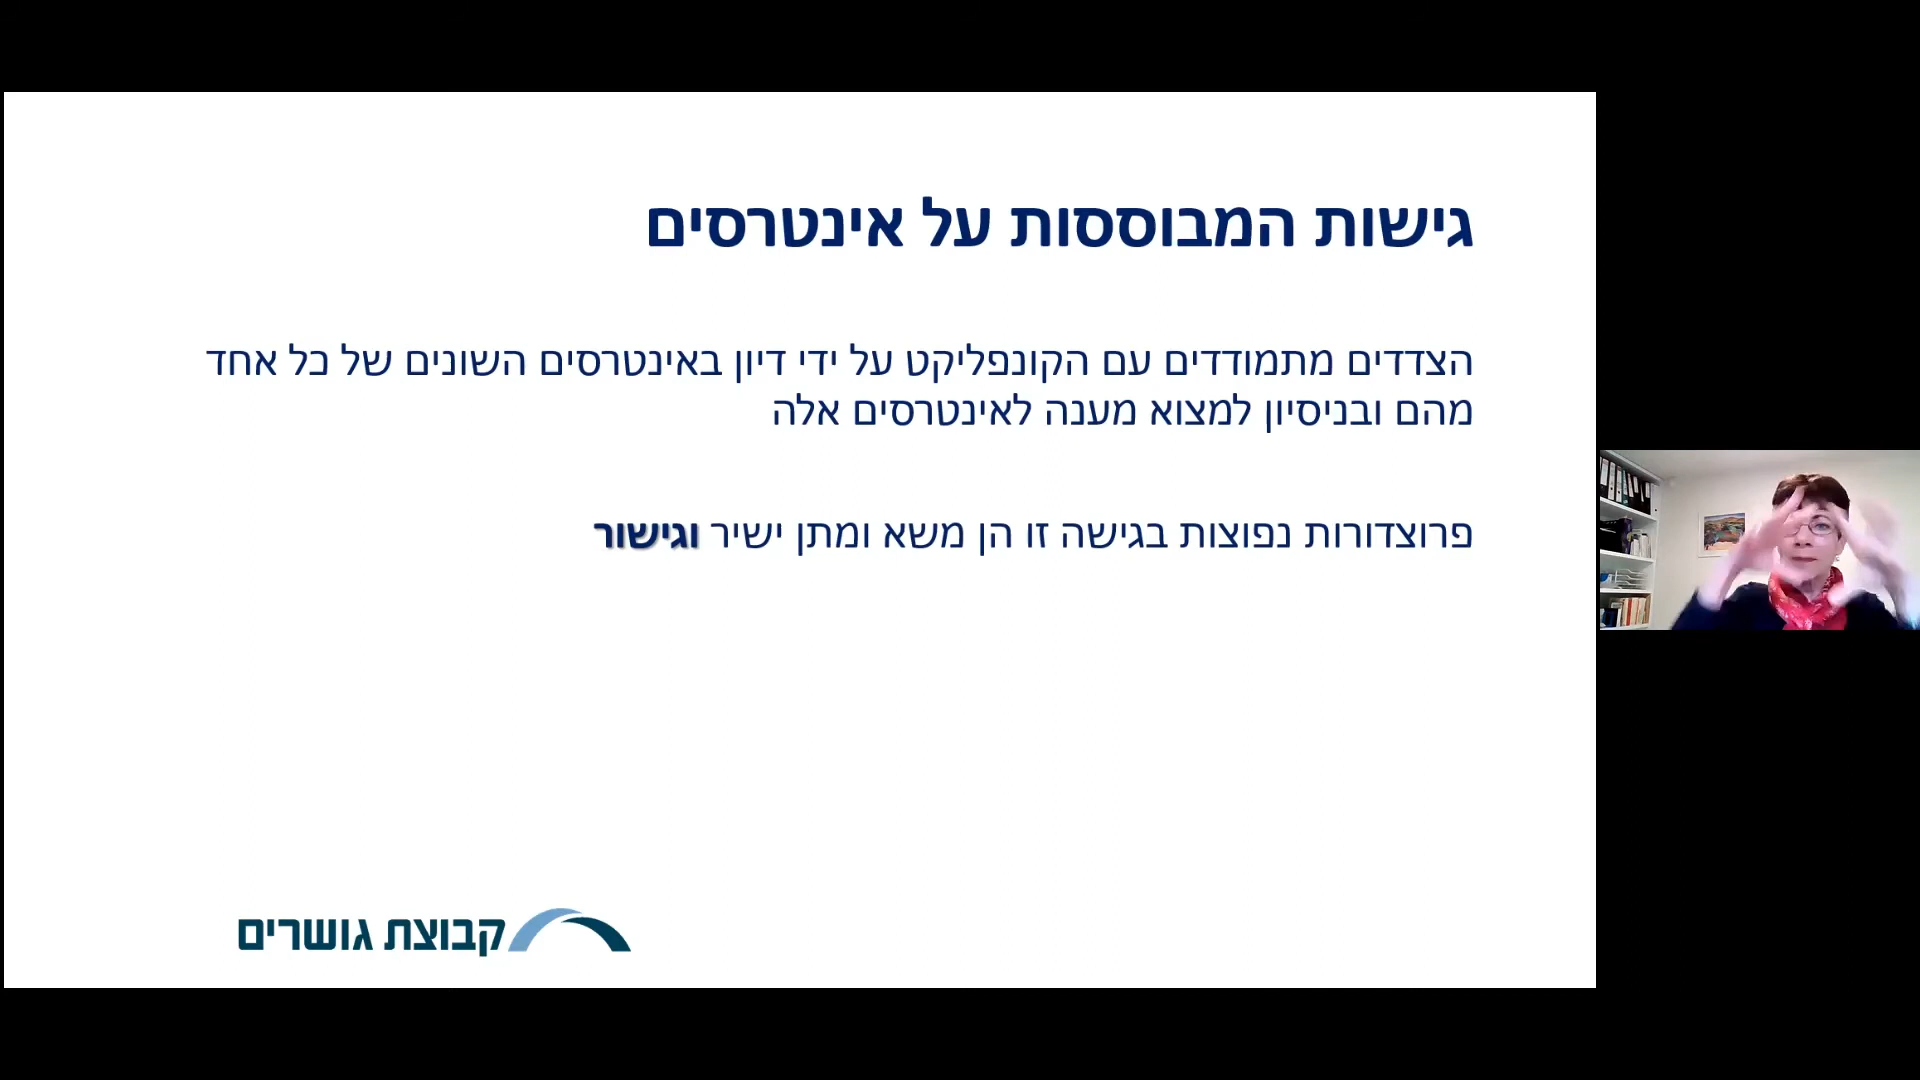 גישות המבוססות על אינטרסים
הצדדים מתמודדים עם הקונפליקט על ידי דיון באינטרסים השונים של כל אחד
מהם ובניסיון למצוא מענה לאינטרסים אלה
פרוצדורות נפוצות בגישה זו הן משא ומתן ישיר וגישור
קבוצת גושרים